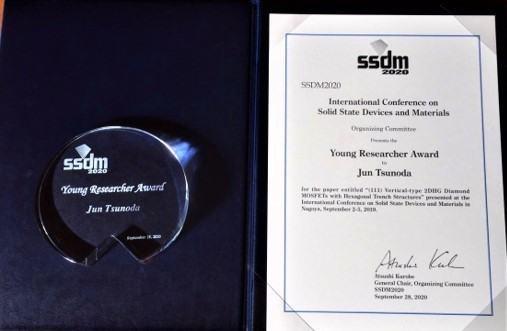 ssdm
2020
Young Researcher Award
Jun Tsunoda
September 28, 2020
ssdm
2020
SSDM2020
International Conference on
Solid State Devices and Materials
Organizing Committee
Presents the
Young Researcher Award
to
Jun Tsunoda
for the paper entitled "(111) Vertical-type 2DHG Diamond
MOSFETs with Hexagonal Trench Structures" presented at the
International Conference on Solid State Devices and Materials in
Nagoya, September 2-5, 2019.
Atsushi Kurobe
General Chair, Organizing Committee
SSDM2020
September 28, 2020